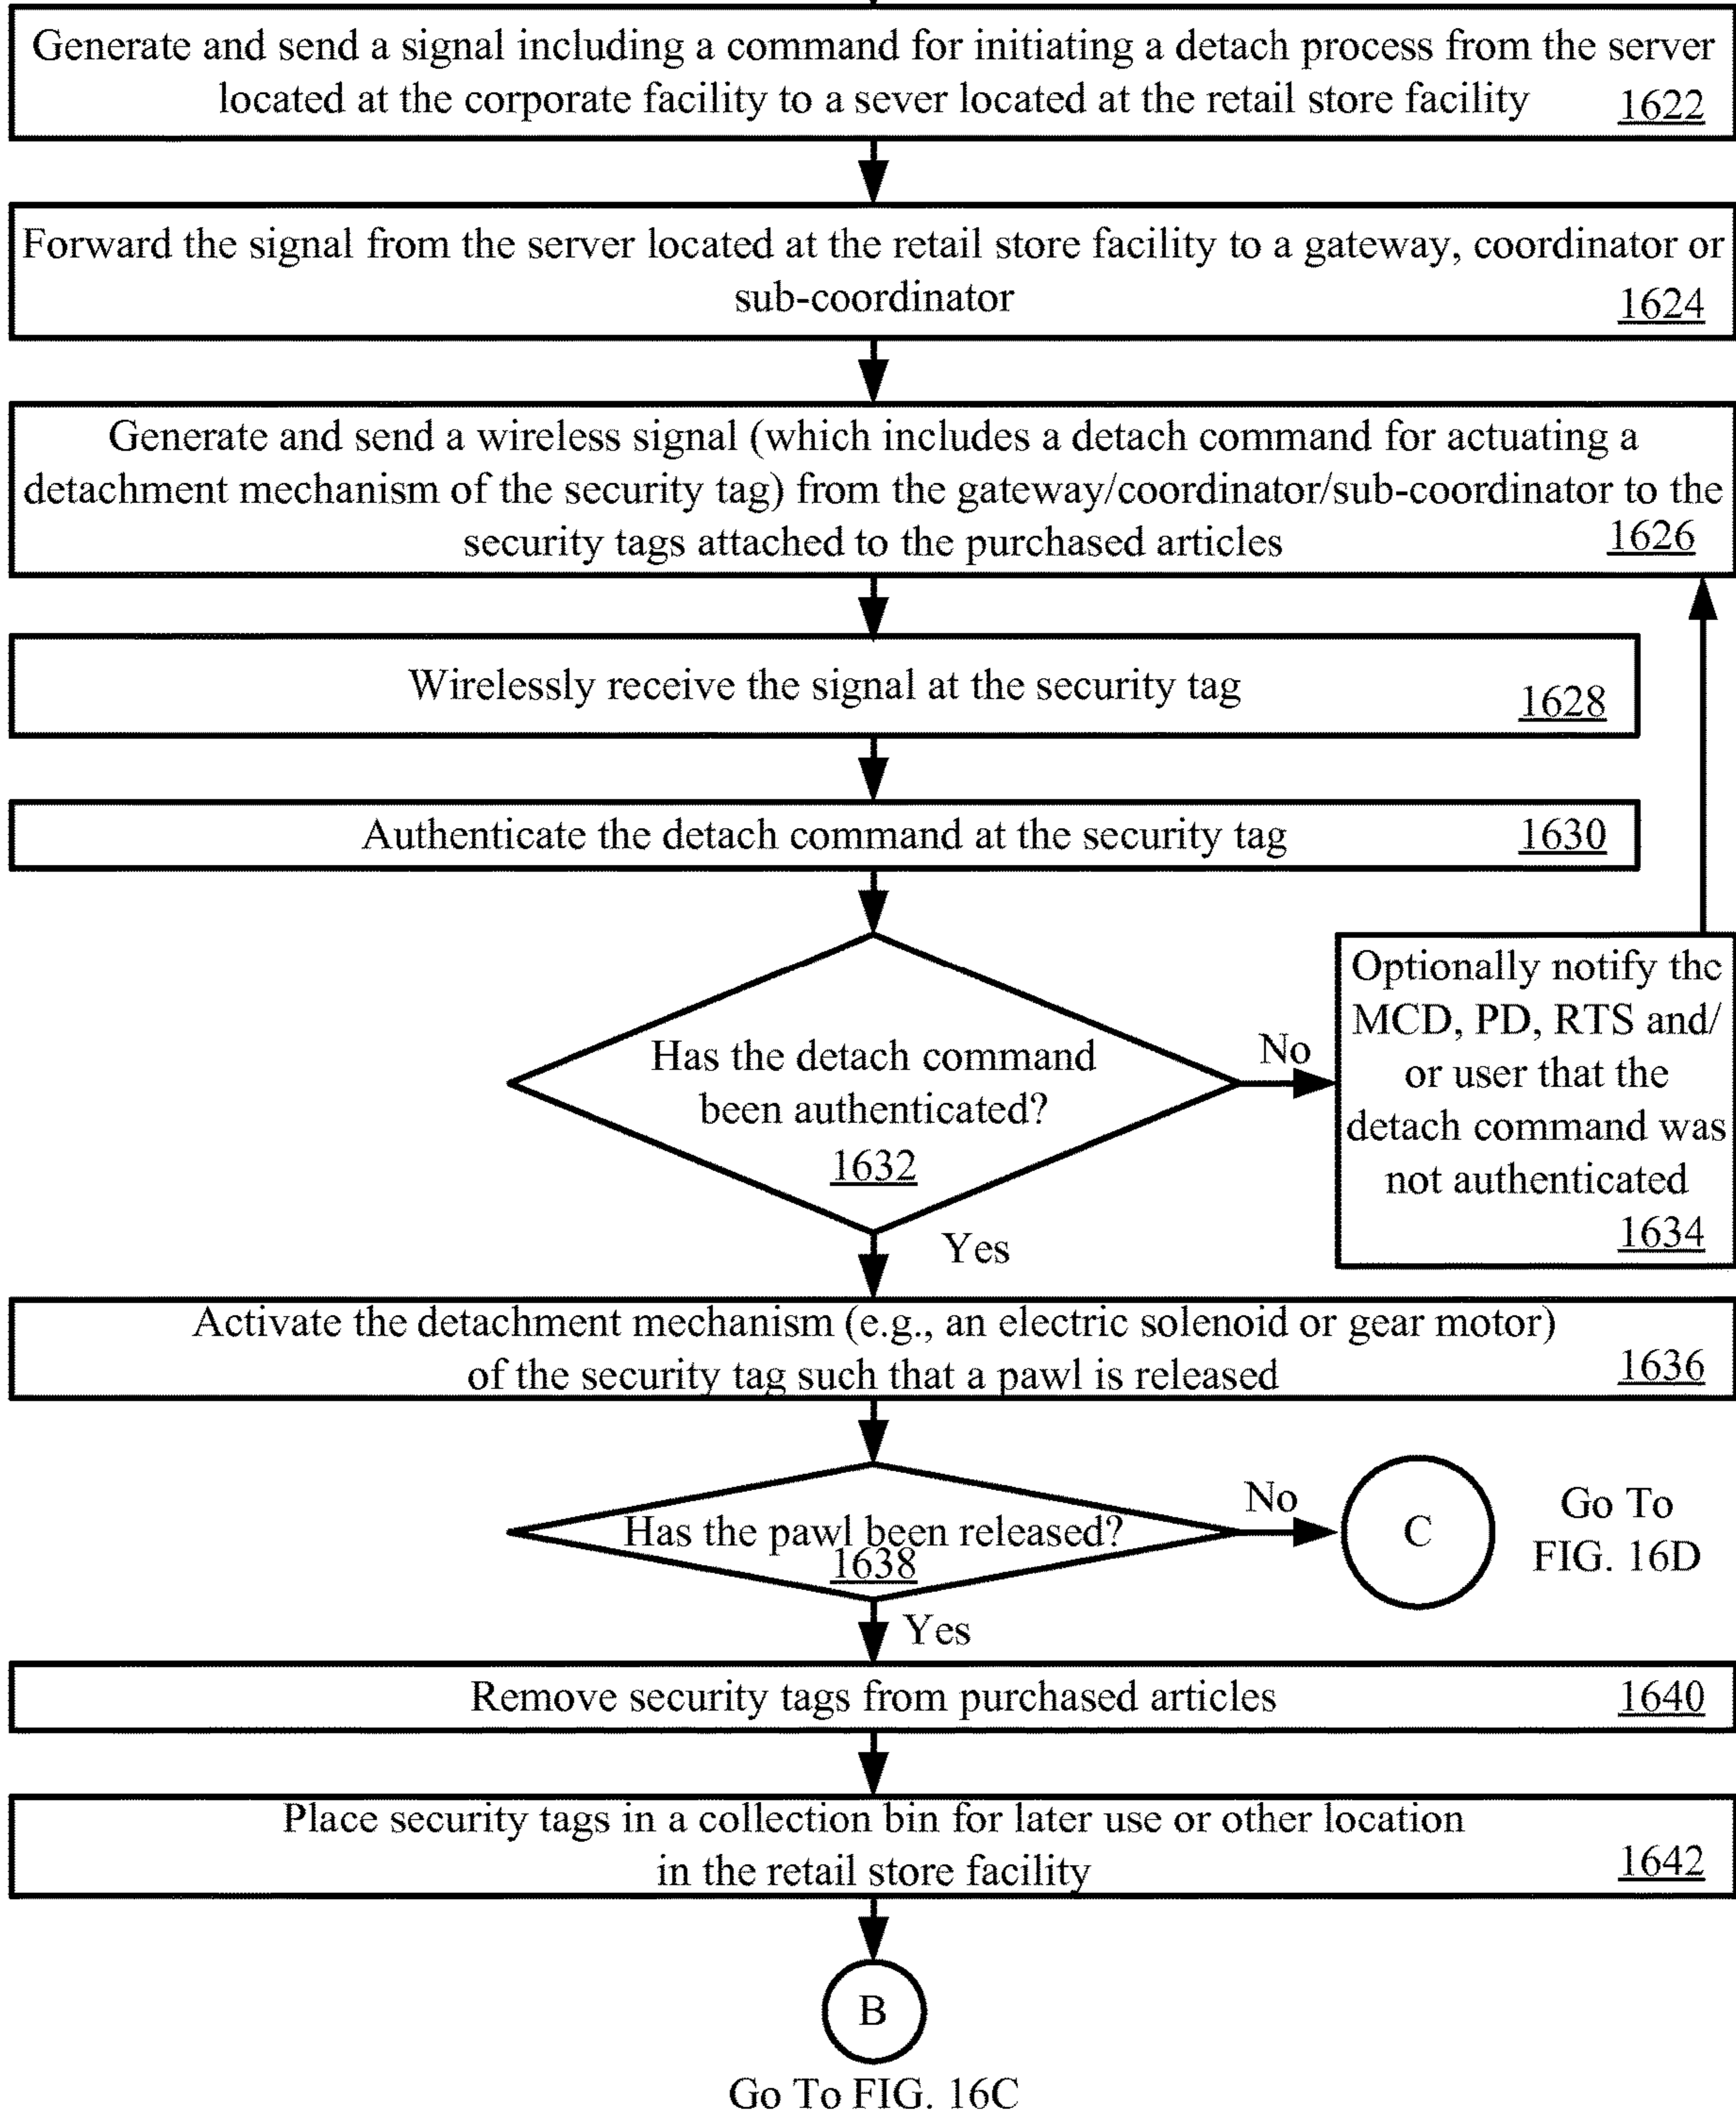 Generate and send a signal including a command for initiating a detach process from the server
located at the corporate facility to a sever located at the retail store facility 1622
Forward the signal from the server located at the retail store facility to a gateway, coordinator or
sub-coordinator 1624
Generate and send a wireless signal (which includes a detach command for actuating a
detachment mechanism of the security tag) from the gateway/coordinator/sub-coordinator to the
security tags attached to the purchased articles 1626
Wirelessly receive the signal at the security tag 1628
Authenticate the detach command at the security tag 1630
Has the detach command
been authenticated?
1632
No
Optionally notify the
MCD, PD, RTS and/
or user that the
detach command was
not authenticated
1634
Yes
Activate the detachment mechanism (e.g., an electric solenoid or gear motor)
of the security tag such that a pawl is released 1636
Has the pawl been released?
1638
No
C
Go To
FIG. 16D
Yes
Remove security tags from purchased articles 1640
Place security tags in a collection bin for later use or other location
in the retail store facility 1642
B
Go To FIG. 16C